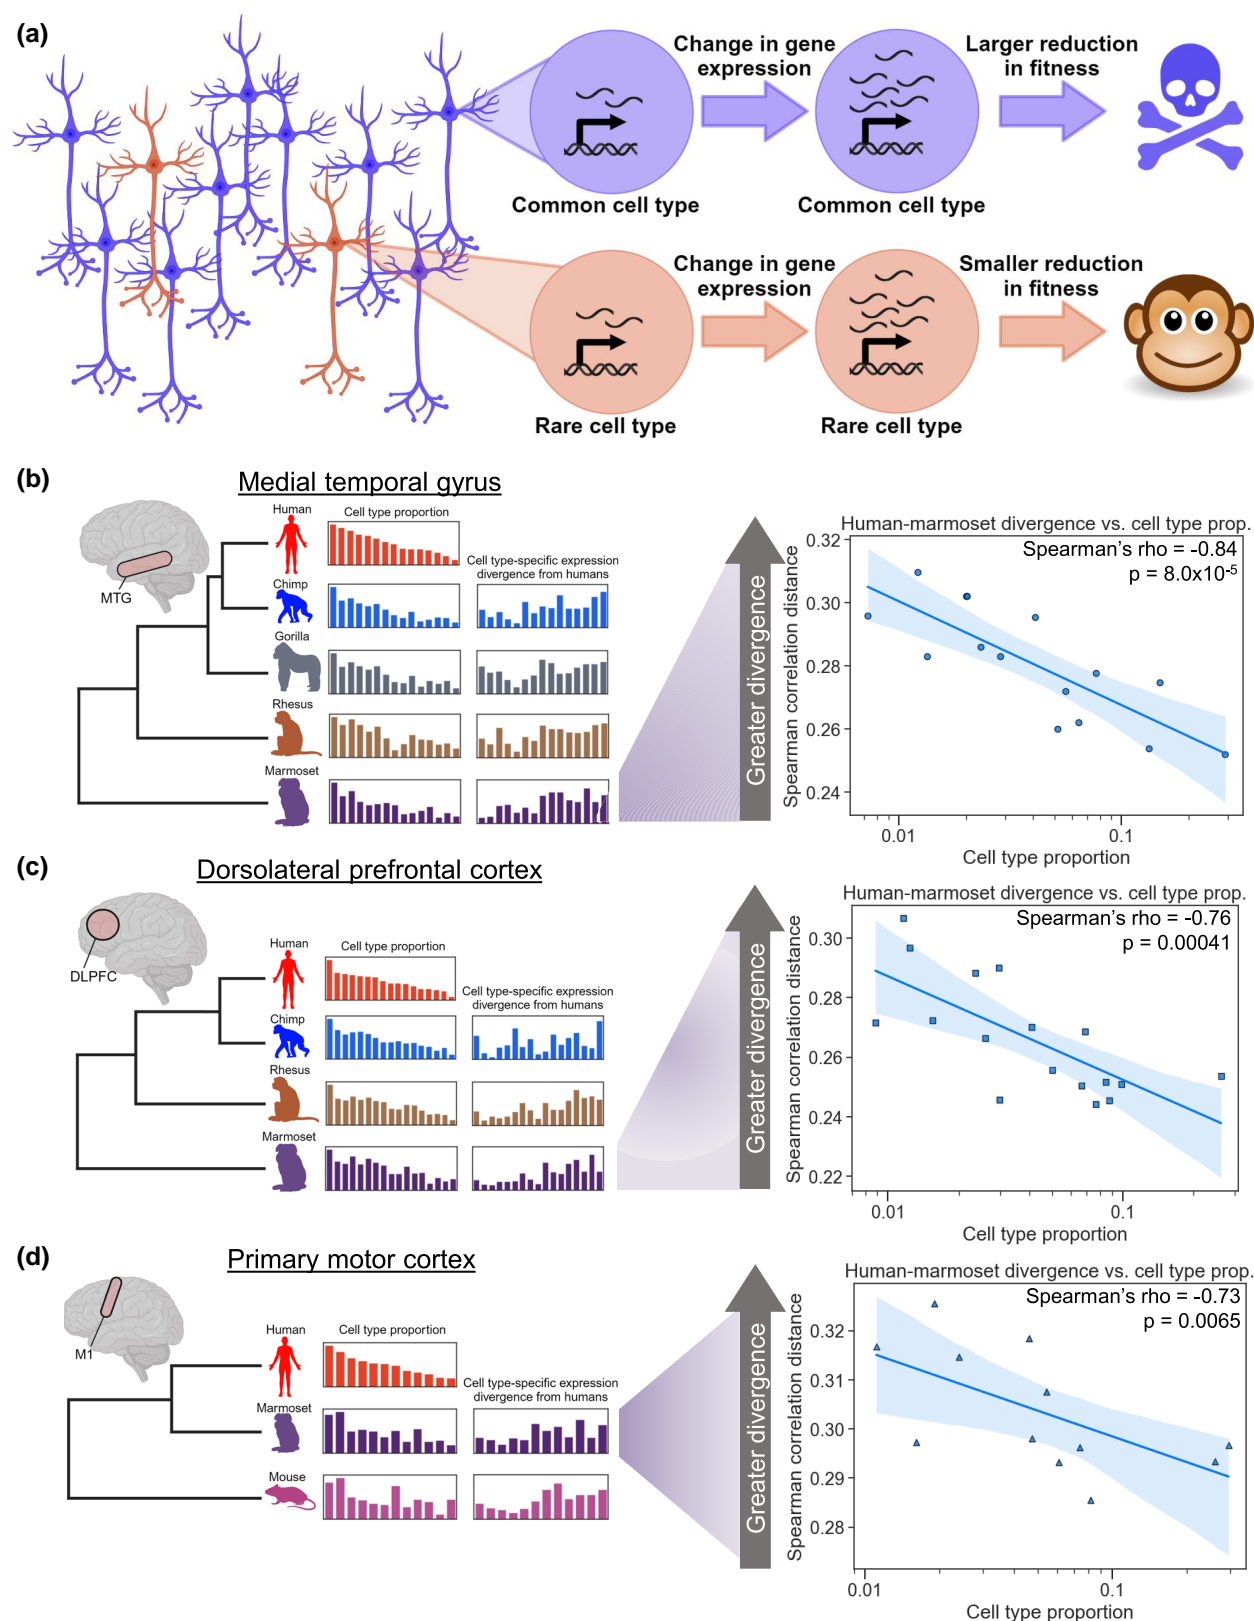 (a)
Change in gene
expression
Larger reduction
in fitness
Common cell type
Common cell type
Change in gene
expression
Smaller reduction
in fitness
Rare cell type
Rare cell type
(b)
Medial temporal gyrus
MTG
Human
Cell type proportion
Cell type-specific expression
divergence from humans
Chimp
Gorilla
Rhesus
Marmoset
Greater divergence
Human-marmoset divergence vs. cell type prop.
Spearman's rho = -0.84
p = 8.0x10⁻⁵
Spearman correlation distance
0.32
0.30
0.28
0.26
0.24
0.01
0.1
Cell type proportion
(c)
Dorsolateral prefrontal cortex
DLPFC
Human
Cell type proportion
Cell type-specific expression
divergence from humans
Chimp
Rhesus
Marmoset
Greater divergence
Human-marmoset divergence vs. cell type prop.
Spearman's rho = -0.76
p = 0.00041
Spearman correlation distance
0.30
0.28
0.26
0.24
0.22
0.01
0.1
Cell type proportion
(d)
Primary motor cortex
M1
Human
Cell type proportion
Cell type-specific expression
divergence from humans
Marmoset
Mouse
Greater divergence
Human-marmoset divergence vs. cell type prop.
Spearman's rho = -0.73
p = 0.0065
Spearman correlation distance
0.32
0.31
0.30
0.29
0.28
0.01
0.1
Cell type proportion